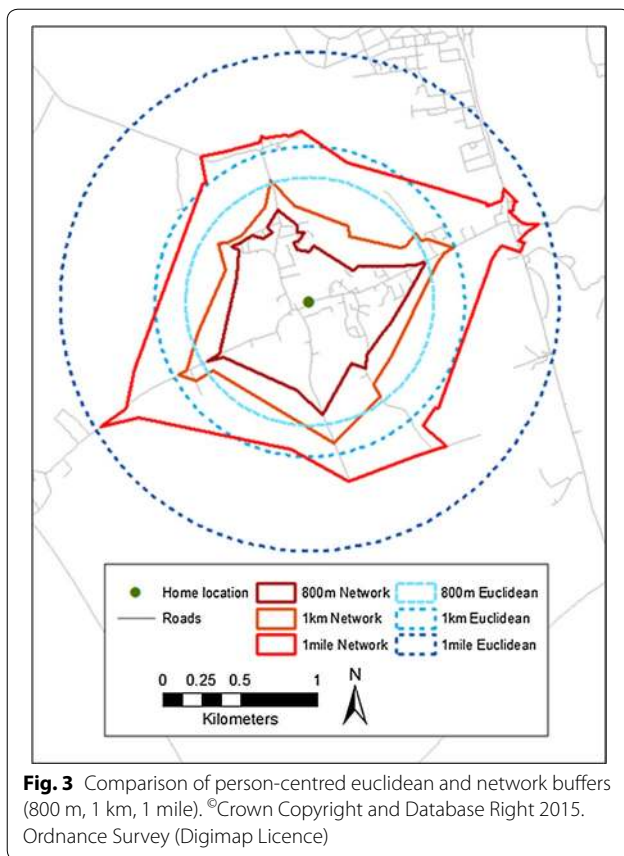 Home location
Roads
800m Network
1km Network
1mile Network
800m Euclidean
1km Euclidean
1mile Euclidean
0 0.25 0.5 1
Kilometers
N
Fig. 3 Comparison of person-centred euclidean and network buffers
(800 m, 1 km, 1 mile). ©Crown Copyright and Database Right 2015.
Ordnance Survey (Digimap Licence)